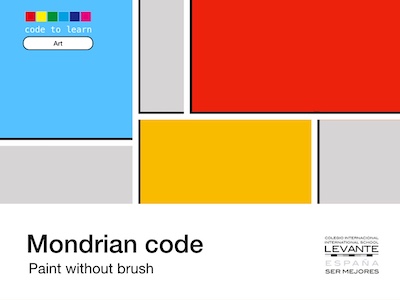 code to learn
Art
Mondrian code
Paint without brush
COLEGIO INTERNACIONAL
INTERNATIONAL SCHOOL
LEVANTE
ESPAÑA
SER MEJORES